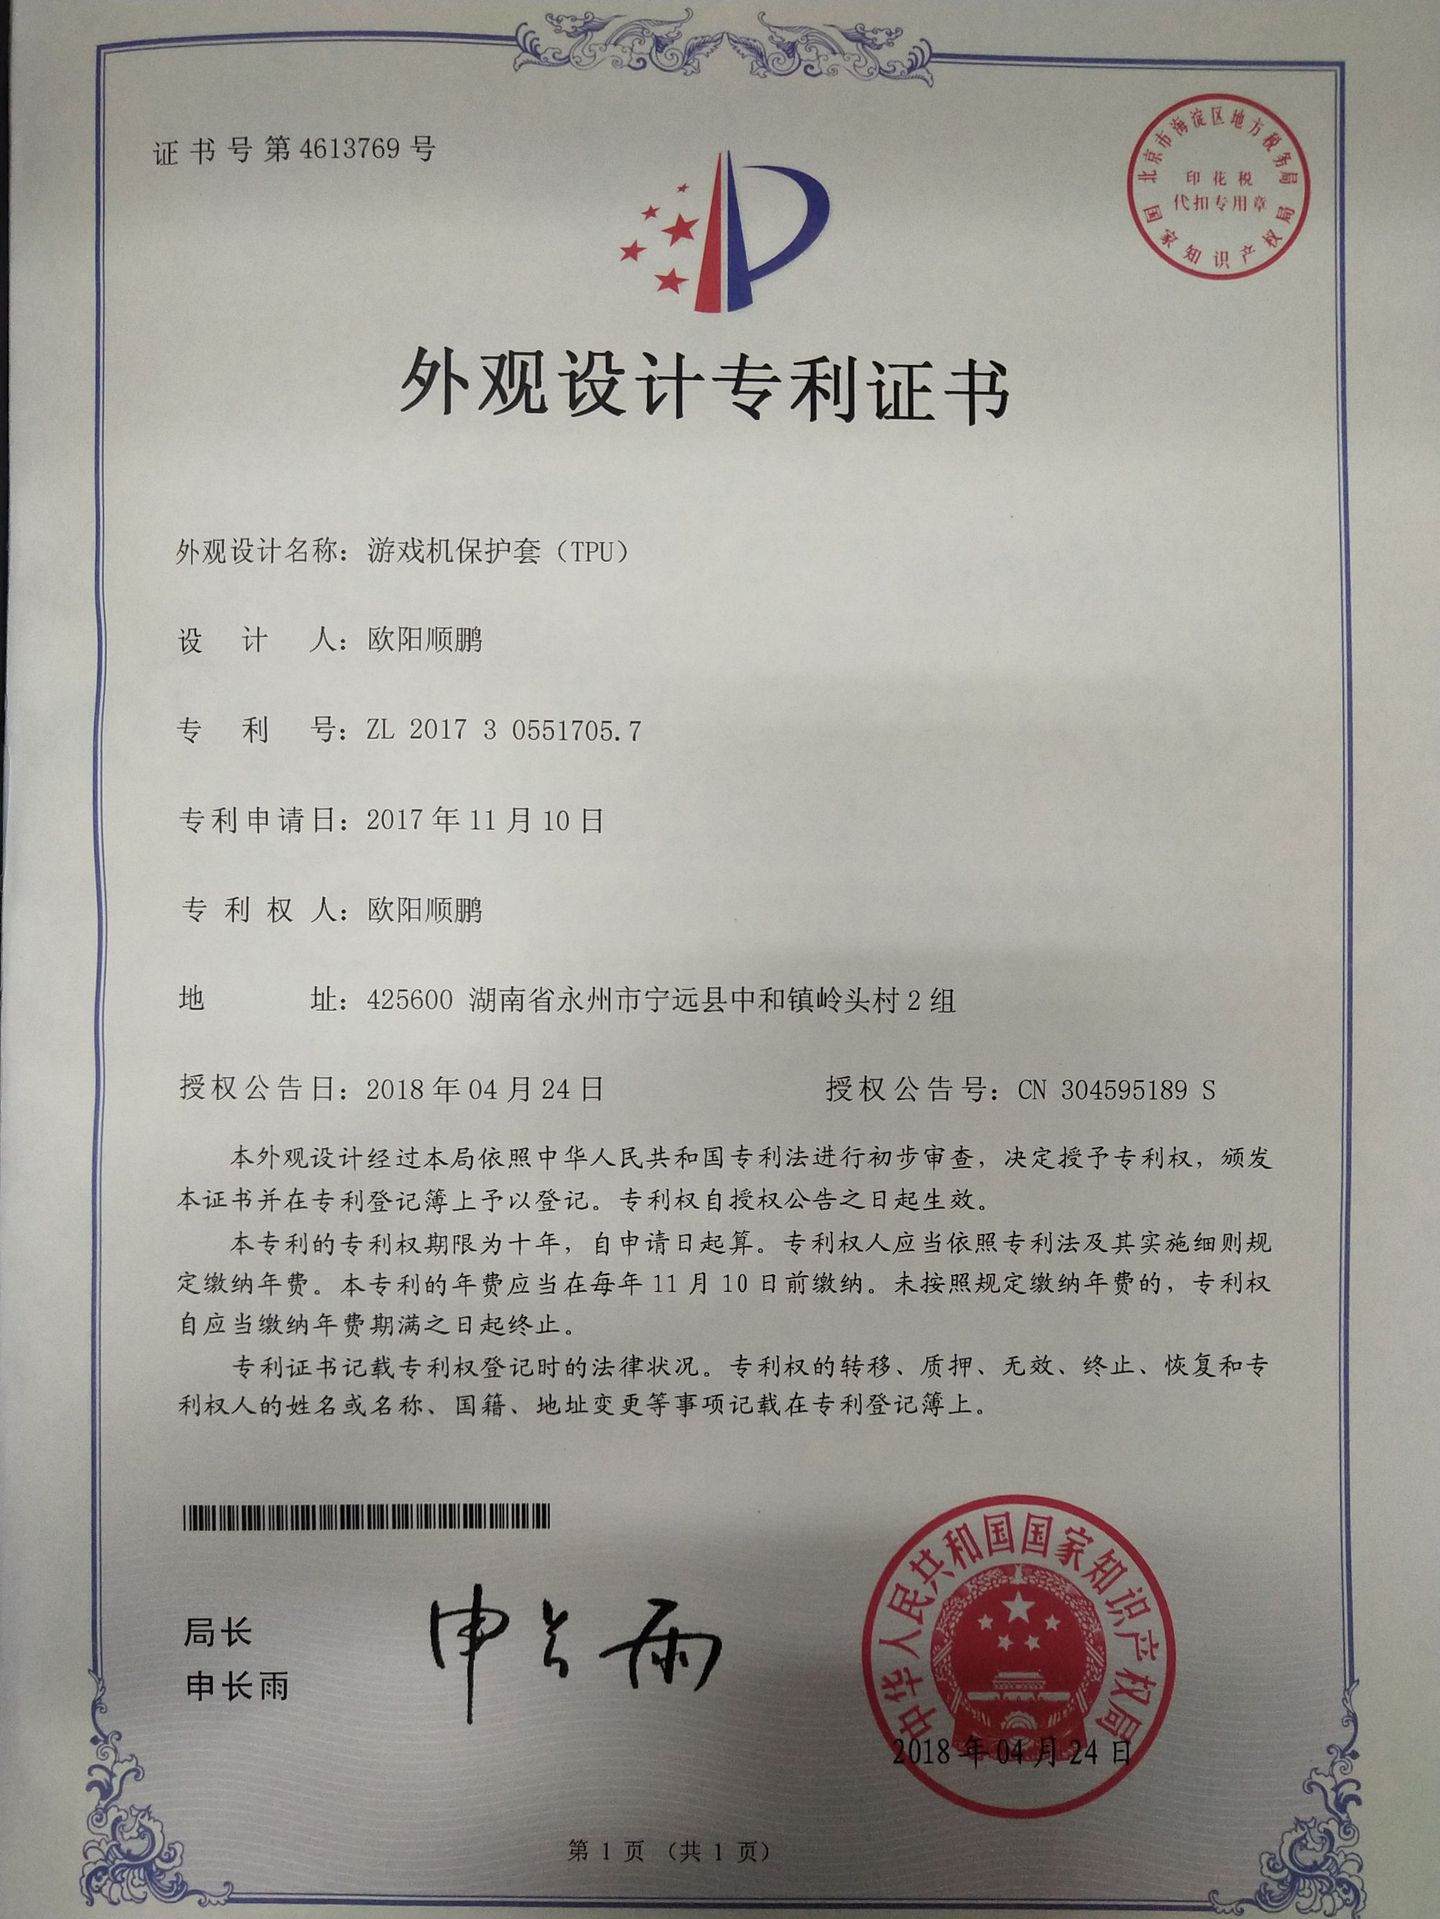 证书号第4613769号
北京市海淀区地方税务局
印花税
代扣专用章
国家知识产权局
外观设计专利证书
外观设计名称：游戏机保护套（TPU）
设计人：欧阳顺鹏
专利号：ZL 2017 3 0551705.7
专利申请日：2017年11月10日
专利权人：欧阳顺鹏
地址：425600 湖南省永州市宁远县中和镇岭头村2组
授权公告日：2018年04月24日 授权公告号：CN 304595189 S
本外观设计经过本局依照中华人民共和国专利法进行初步审查，决定授予专利权，颁发
本证书并在专利登记簿上予以登记。专利权自授权公告之日起生效。
本专利的专利权期限为十年，自申请日起算。专利权人应当依照专利法及其实施细则规
定缴纳年费。本专利的年费应当在每年11月10日前缴纳。未按照规定缴纳年费的，专利权
自应当缴纳年费期满之日起终止。
专利证书记载专利权登记时的法律状况。专利权的转移、质押、无效、终止、恢复和专
利权人的姓名或名称、国籍、地址变更等事项记载在专利登记簿上。
局长
申长雨
申长雨
中华人民共和国国家知识产权局
2018年04月24日
第1页（共1页）